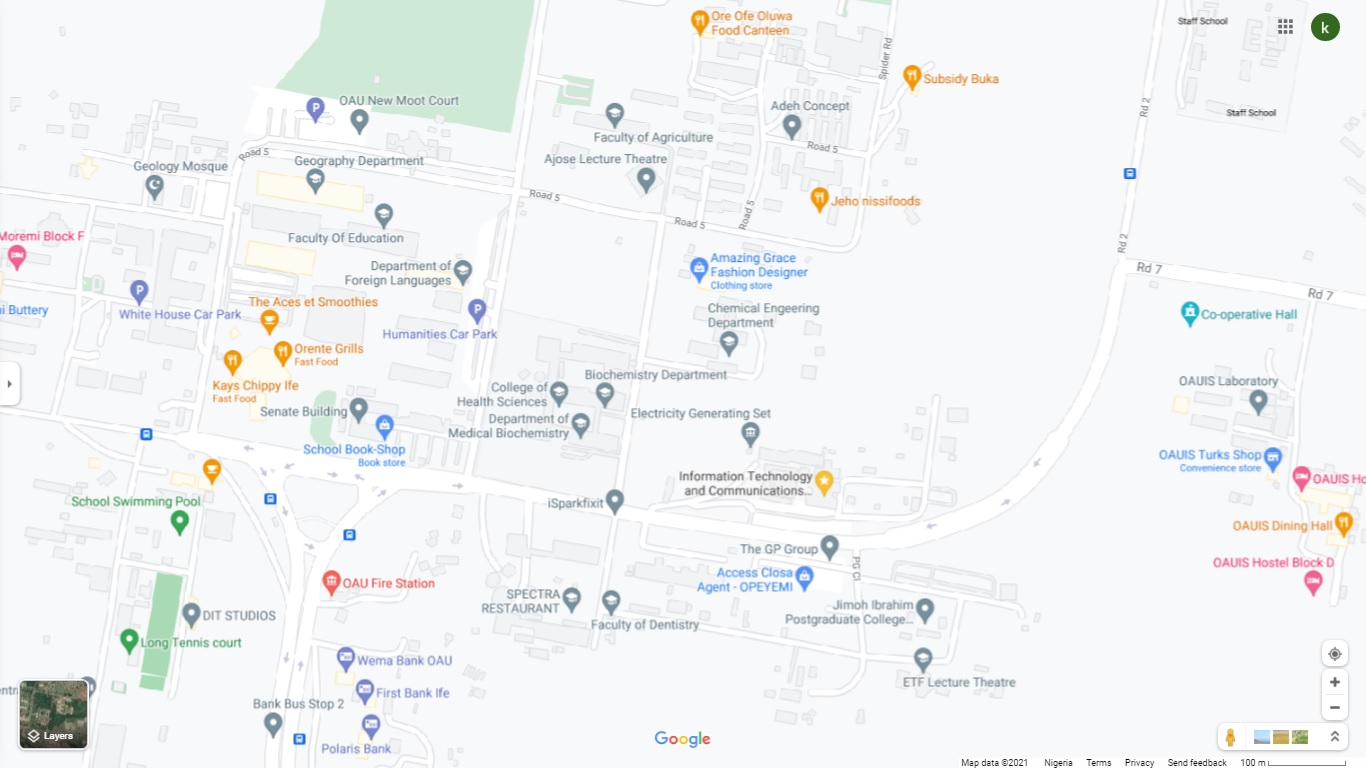 Ore Ofe Oluwa
Food Canteen
Staff School
k
Spider Rd
Subsidy Buka
OAU New Moot Court
P
Adeh Concept
Rd 2
Staff School
Faculty of Agriculture
Road 5
Geology Mosque
Road 5
Geography Department
Ajose Lecture Theatre
Road 5
Jeho nissifoods
Road 5
Road 5
Moremi Block F
Faculty Of Education
Rd 2
Department of
Foreign Languages
Amazing Grace
Fashion Designer
Clothing store
Rd 7
Rd 7
P
The Aces et Smoothies
P
i Buttery
White House Car Park
Humanities Car Park
Chemical Engeering
Department
Co-operative Hall
Orente Grills
Fast Food
Kays Chippy Ife
Fast Food
Biochemistry Department
College of
Health Sciences
OAUIS Laboratory
Senate Building
Department of
Medical Biochemistry
Electricity Generating Set
School Book-Shop
Book store
OAUIS Turks Shop
Convenience store
Information Technology
and Communications...
OAUIS Ho
School Swimming Pool
iSparkfixit
OAUIS Dining Hall
The GP Group
OAU Fire Station
Access Closa
Agent - OPEYEMI
PG Cl
OAUIS Hostel Block D
SPECTRA
RESTAURANT
Jimoh Ibrahim
Postgraduate College...
DIT STUDIOS
Faculty of Dentistry
Long Tennis court
Wema Bank OAU
ETF Lecture Theatre
First Bank Ife
Bank Bus Stop 2
Polaris Bank
Layers
Google
Map data ©2021 Nigeria Terms Privacy Send feedback 100 m